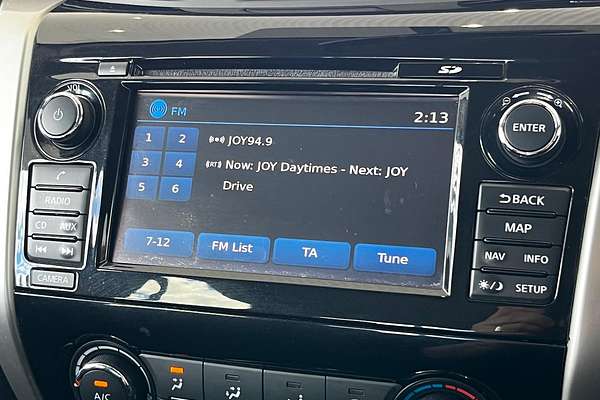 SD
VOL
FM
2:13
1 2
3 4
5 6
JOY94.9
RT Now: JOY Daytimes - Next: JOY
Drive
7-12
FM List
TA
Tune
RADIO
CD AUX
CAMERA
ENTER
BACK
MAP
NAV INFO
SETUP
A/C